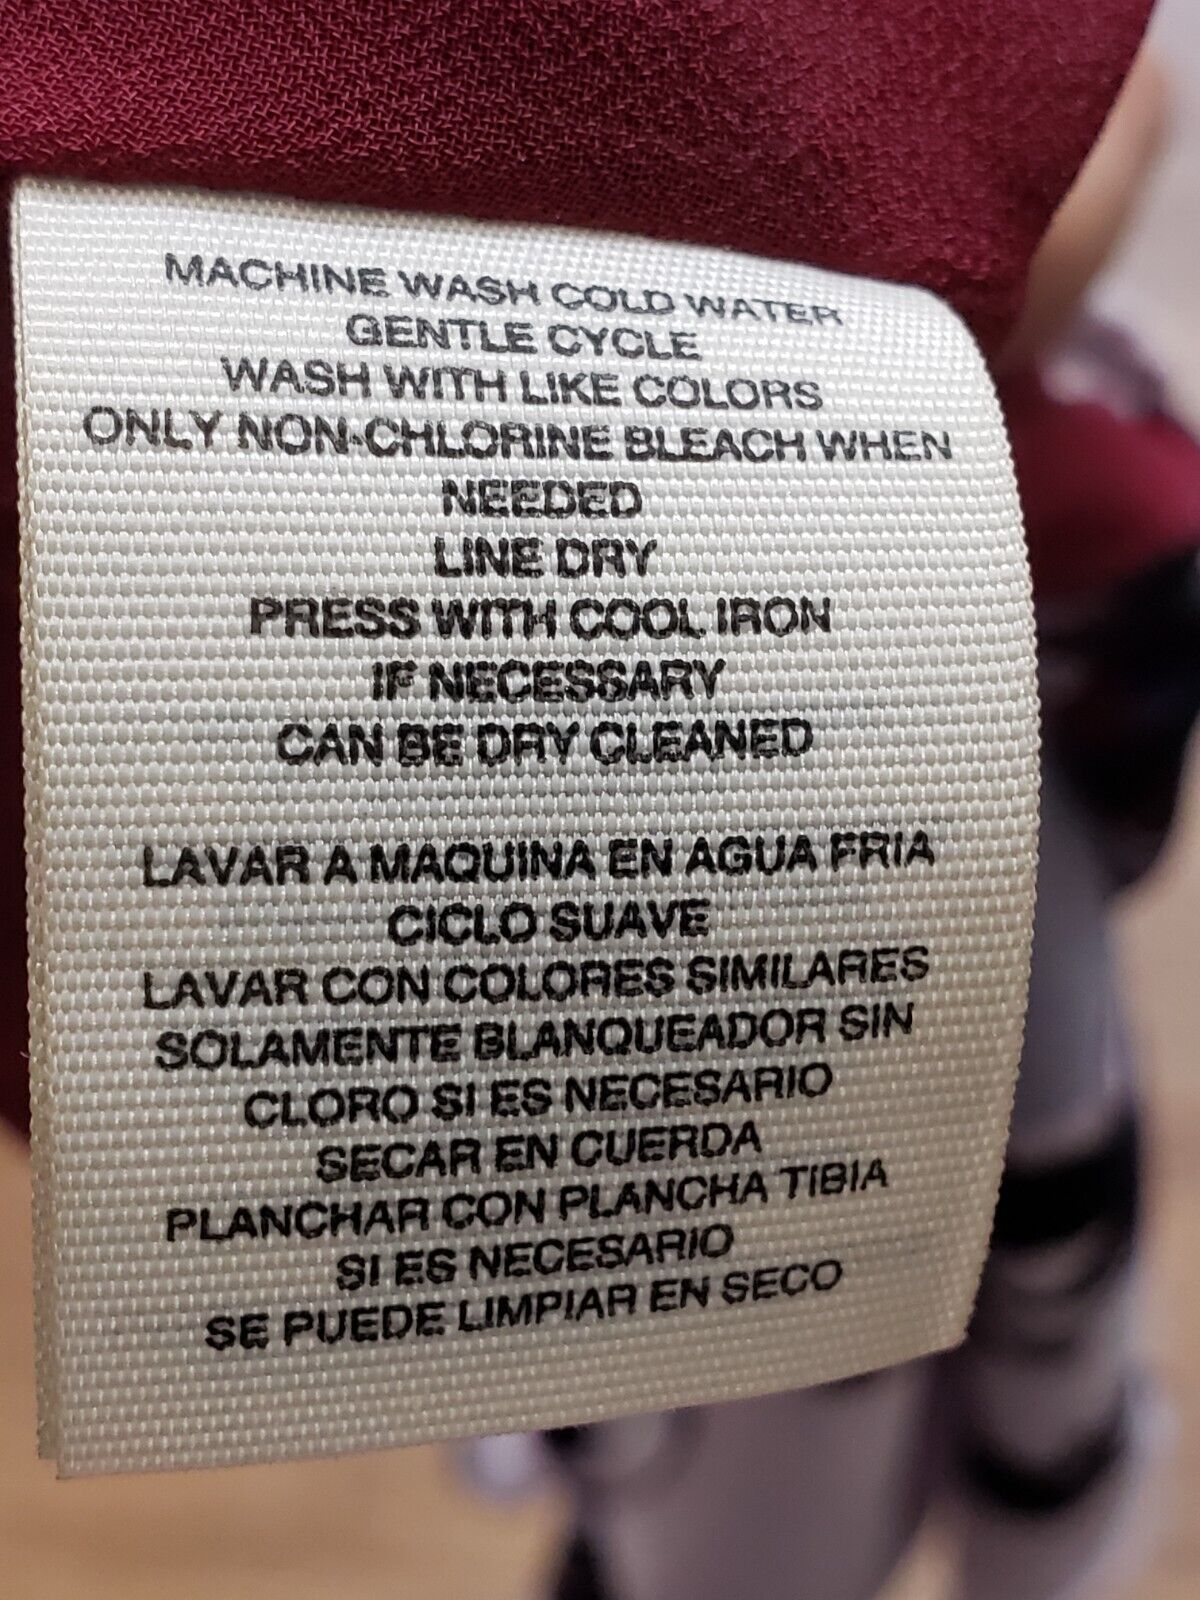 MACHINE WASH COLD WATER
GENTLE CYCLE
WASH WITH LIKE COLORS
ONLY NON-CHLORINE BLEACH WHEN
NEEDED
LINE DRY
PRESS WITH COOL IRON
IF NECESSARY
CAN BE DRY CLEANED
LAVAR A MAQUINA EN AGUA FRIA
CICLO SUAVE
LAVAR CON COLORES SIMILARES
SOLAMENTE BLANQUEADOR SIN
CLORO SI ES NECESARIO
SECAR EN CUERDA
PLANCHAR CON PLANCHA TIBIA
SI ES NECESARIO
SE PUEDE LIMPIAR EN SECO